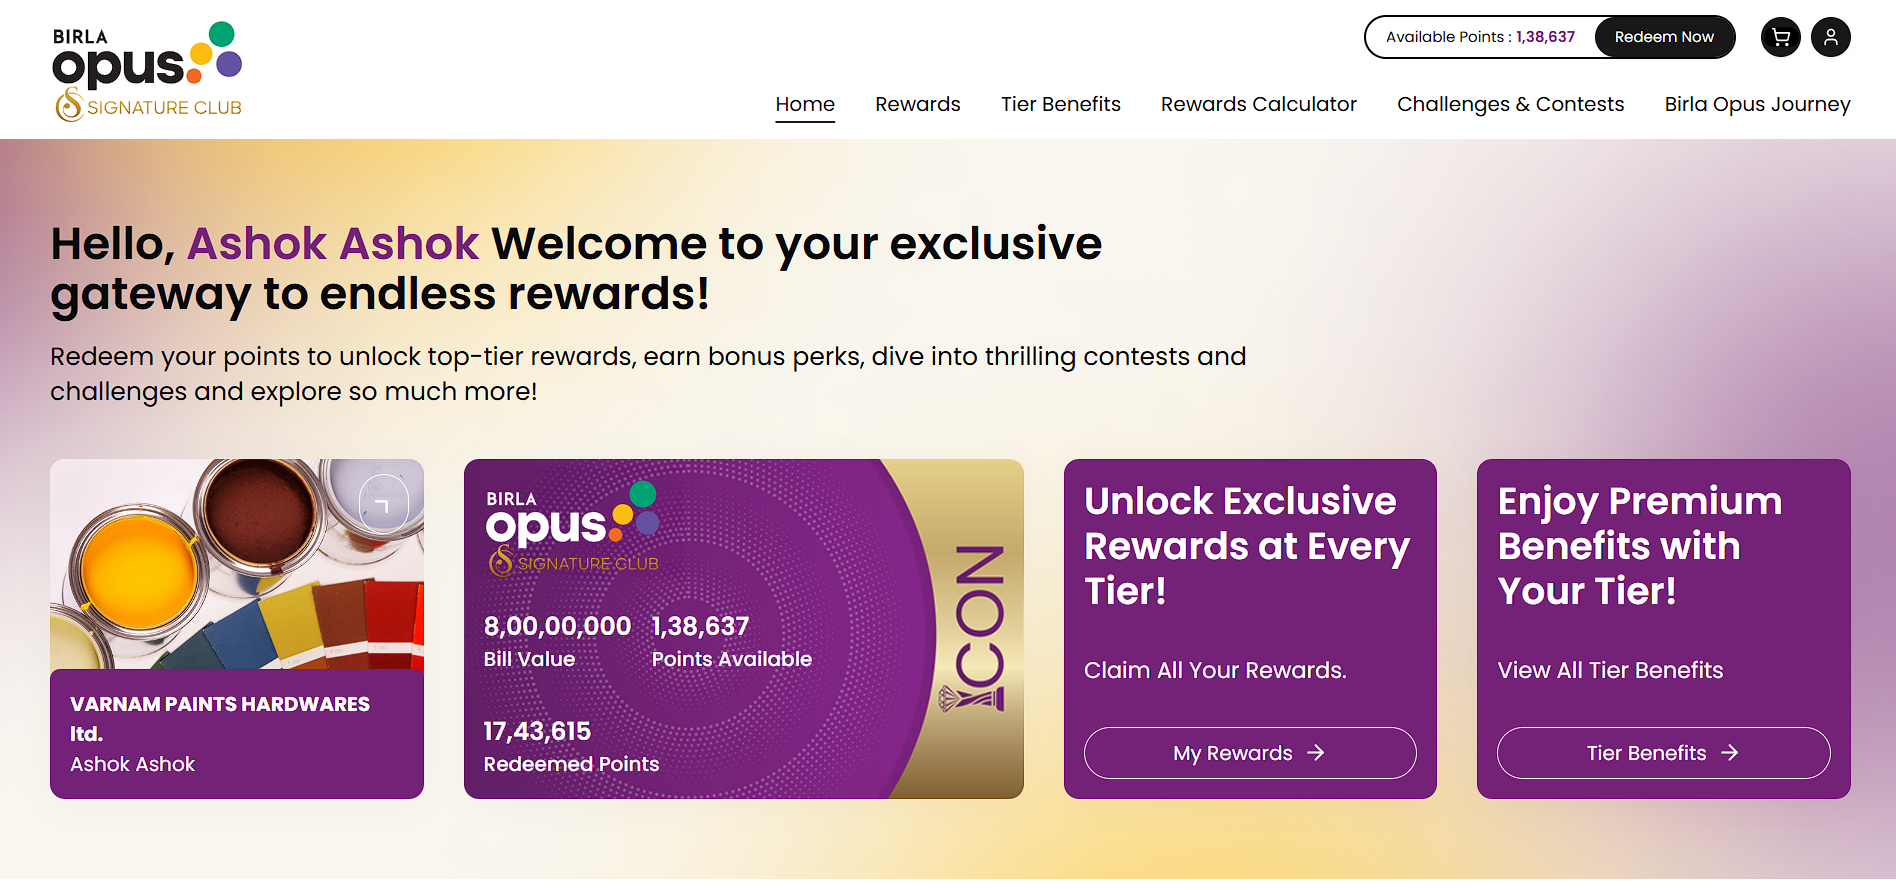 BIRLA
opus
SIGNATURE CLUB
Available Points : 1,38,637
Redeem Now
Home
Rewards
Tier Benefits
Rewards Calculator
Challenges & Contests
Birla Opus Journey
Hello, Ashok Ashok Welcome to your exclusive
gateway to endless rewards!
Redeem your points to unlock top-tier rewards, earn bonus perks, dive into thrilling contests and
challenges and explore so much more!
VARNAM PAINTS HARDWARES
ltd.
Ashok Ashok
BIRLA
opus
SIGNATURE CLUB
8,00,00,000
Bill Value
1,38,637
Points Available
17,43,615
Redeemed Points
ICON
Unlock Exclusive
Rewards at Every
Tier!
Claim All Your Rewards.
My Rewards
Enjoy Premium
Benefits with
Your Tier!
View All Tier Benefits
Tier Benefits